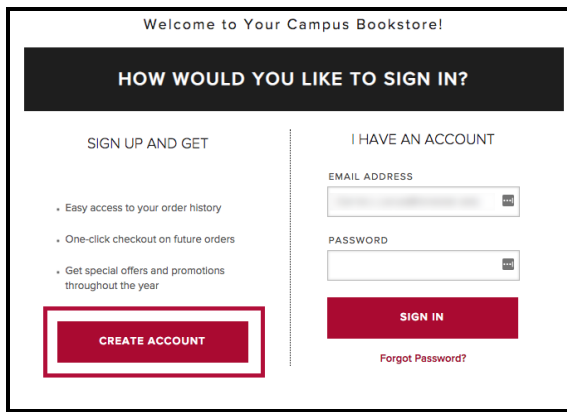 Welcome to Your Campus Bookstore!
HOW WOULD YOU LIKE TO SIGN IN?
SIGN UP AND GET
Easy access to your order history
One-click checkout on future orders
Get special offers and promotions
throughout the year
CREATE ACCOUNT
I HAVE AN ACCOUNT
EMAIL ADDRESS
PASSWORD
SIGN IN
Forgot Password?